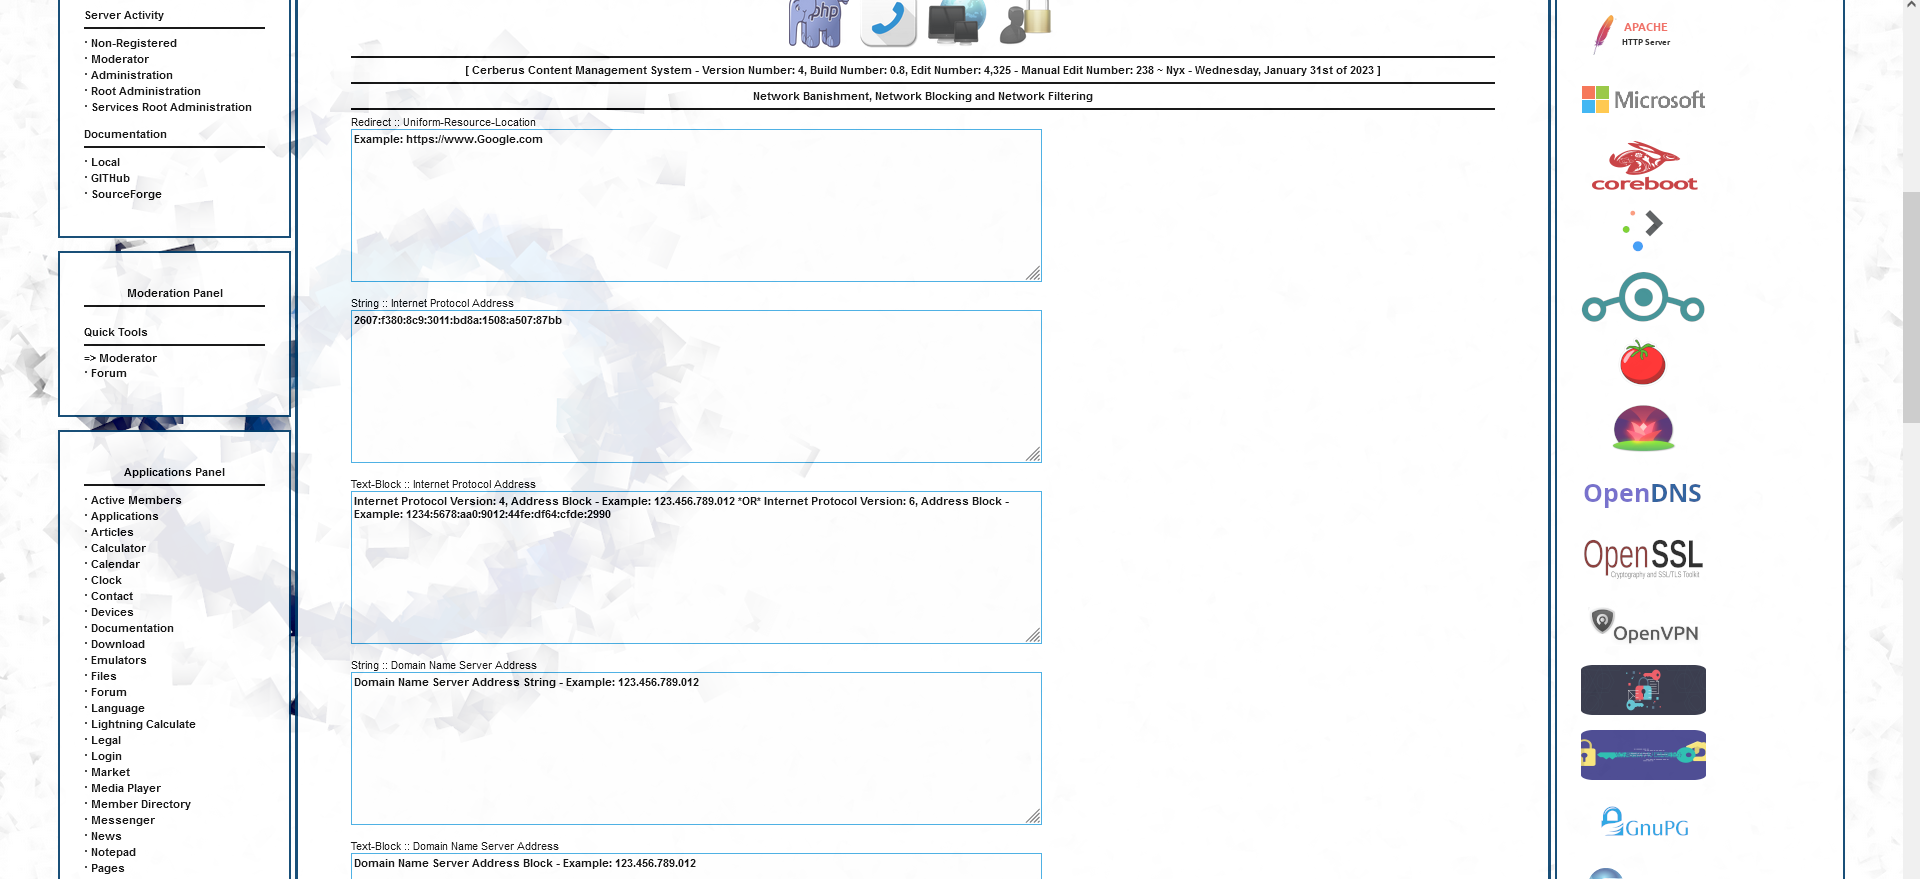 Server Activity
· Non-Registered
· Moderator
· Administration
· Root Administration
· Services Root Administration
Documentation
· Local
· GITHub
· SourceForge
Moderation Panel
Quick Tools
=> Moderator
· Forum
Applications Panel
· Active Members
· Applications
· Articles
· Calculator
· Calendar
· Clock
· Contact
· Devices
· Documentation
· Download
· Emulators
· Files
· Forum
· Language
· Lightning Calculate
· Legal
· Login
· Market
· Media Player
· Member Directory
· Messenger
· News
· Notepad
· Pages
php
[ Cerberus Content Management System - Version Number: 4, Build Number: 0.8, Edit Number: 4,325 - Manual Edit Number: 238 ~ Nyx - Wednesday, January 31st of 2023 ]
Network Banishment, Network Blocking and Network Filtering
Redirect :: Uniform-Resource-Location
Example: https://www.Google.com
String :: Internet Protocol Address
2607:f380:8c9:3011:bd8a:1508:a507:87bb
Text-Block :: Internet Protocol Address
Internet Protocol Version: 4, Address Block - Example: 123.456.789.012 *OR* Internet Protocol Version: 6, Address Block -
Example: 1234:5678:aa0:9012:44fe:df64:cfde:2990
String :: Domain Name Server Address
Domain Name Server Address String - Example: 123.456.789.012
Text-Block :: Domain Name Server Address
Domain Name Server Address Block - Example: 123.456.789.012
APACHE
HTTP Server
Microsoft
coreboot
OpenDNS
OpenSSL
Cryptography and SSL/TLS Toolkit
OpenVPN
GnuPG